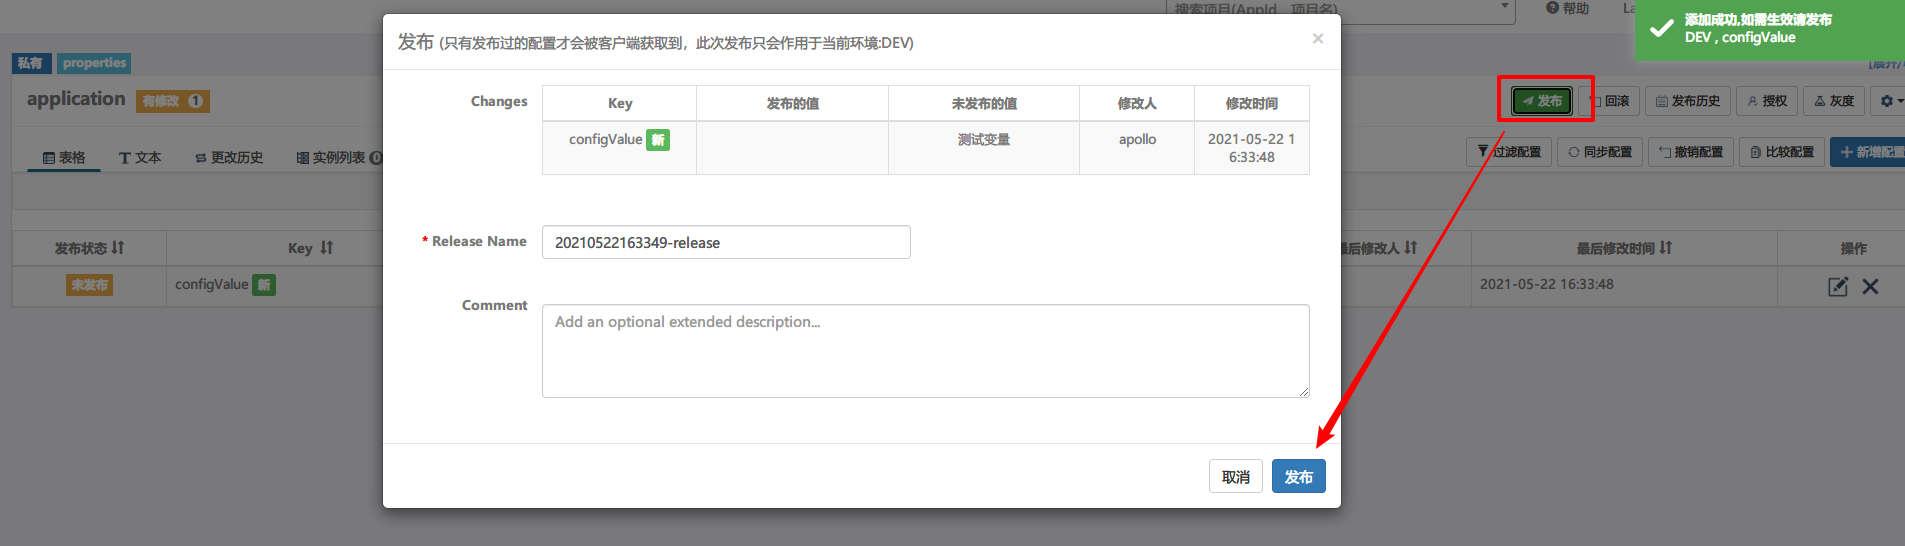 搜索项目(AppId、项目名)
帮助
添加成功,如需生效请发布
DEV , configValue
发布 (只有发布过的配置才会被客户端获取到，此次发布只会作用于当前环境:DEV)
×
私有 properties
application 有修改 1
发布 回滚 发布历史 授权 灰度
表格 文本 更改历史 实例列表 0
过滤配置 同步配置 撤销配置 比较配置 新增配置
Changes
Key 发布的值 未发布的值 修改人 修改时间
configValue 新 测试变量 apollo 2021-05-22 1
6:33:48
* Release Name 20210522163349-release
发布状态 Key 最后修改人 最后修改时间 操作
未发布 configValue 新 2021-05-22 16:33:48
Comment
Add an optional extended description...
取消 发布